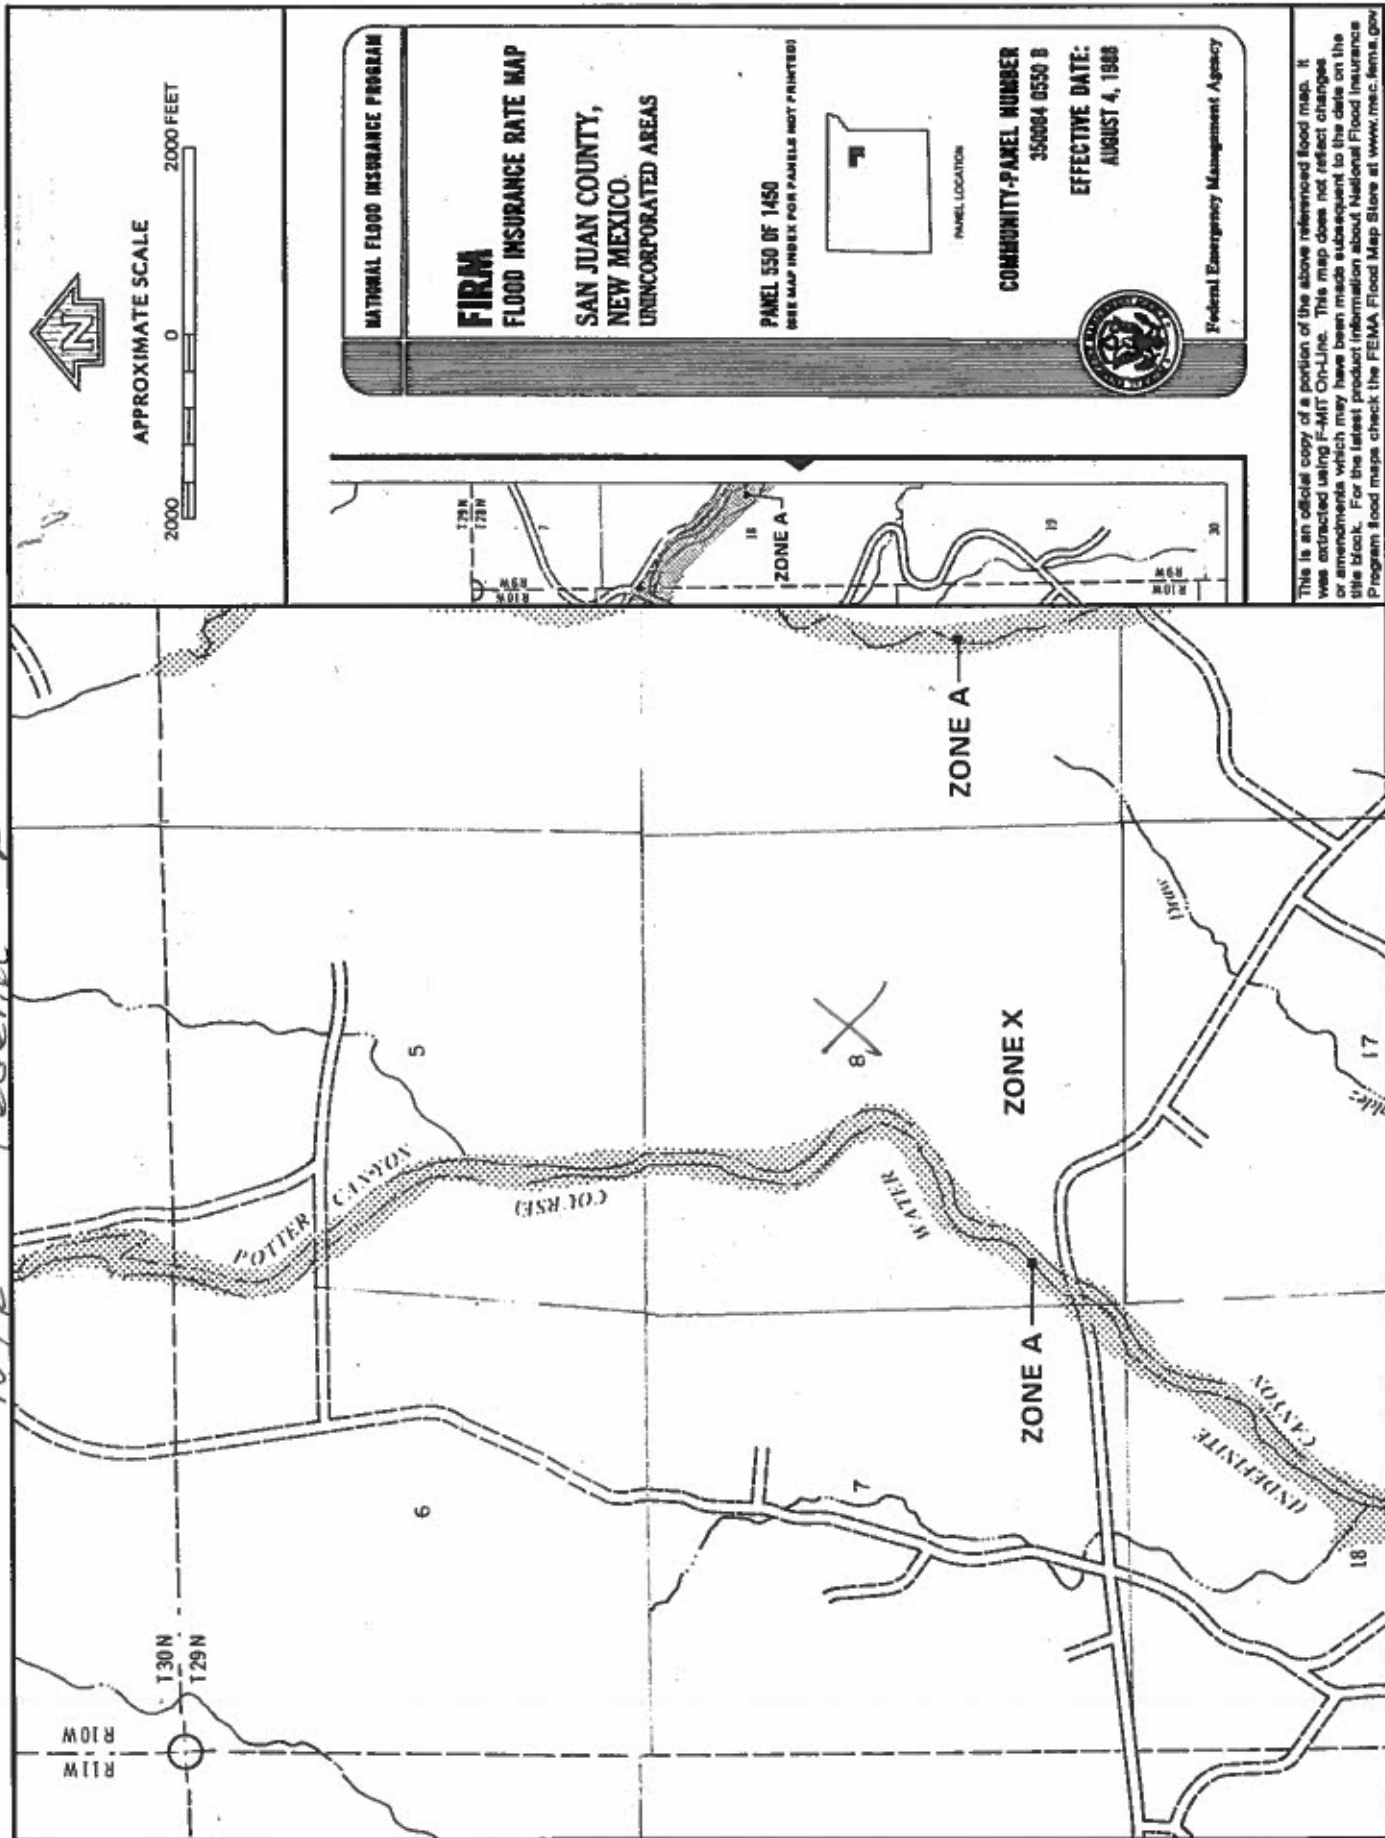 APPROXIMATE SCALE
2000 0 2000 FEET
NATIONAL FLOOD INSURANCE PROGRAM
FIRM
FLOOD INSURANCE RATE MAP
SAN JUAN COUNTY,
NEW MEXICO
UNINCORPORATED AREAS
PANEL 550 OF 1450
(SEE MAP INDEX FOR PANELS NOT PRINTED)
PANEL LOCATION
COMMUNITY-PANEL NUMBER
350064 0550 B
EFFECTIVE DATE:
AUGUST 4, 1988
Federal Emergency Management Agency
This is an official copy of a portion of the above referenced flood map. It
was extracted using F-MIT On-Line. This map does not reflect changes
or amendments which may have been made subsequent to the date on the
title block. For the latest product information about National Flood Insurance
Program flood maps check the FEMA Flood Map Store at www.msc.fema.gov
T29N
T28N
R10W
R9W
7
18
ZONE A
19
R10W
R9W
30
N
R11W
R10W
T30N
T29N
6
5
POTTER CANYON
COURSE)
7
8
WATER
ZONE X
ZONE A
ZONE A
CANYON
(INDEFINITE
18
17
Draw